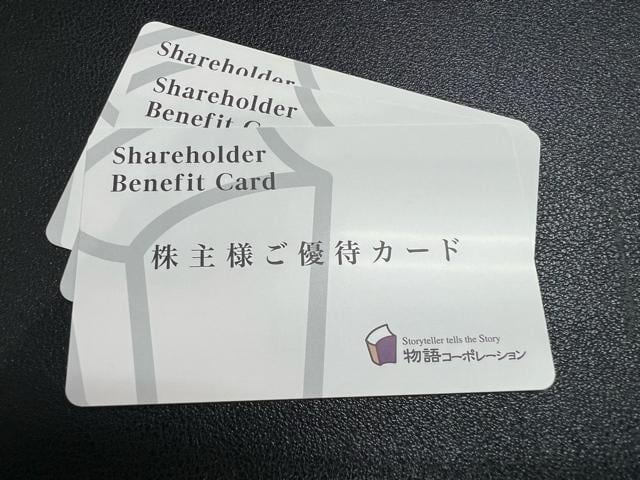 Shareholder
Shareholder
Benefit C
Shareholder
Benefit Card
株主様ご優待カード
Storyteller tells the Story
物語コーポレーション